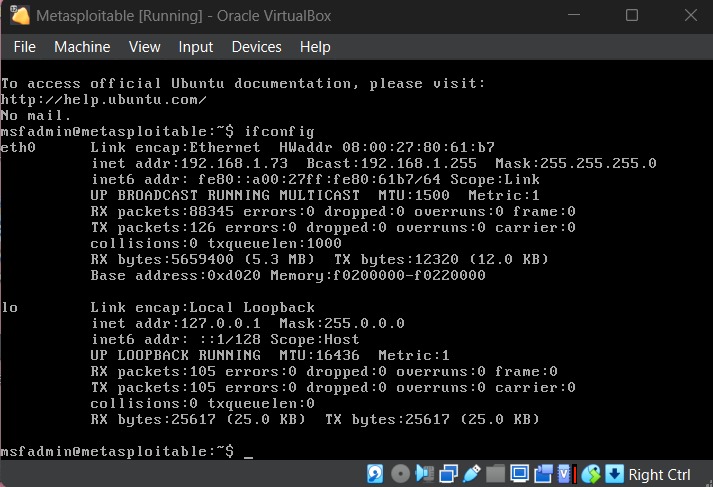 Metasploitable [Running] - Oracle VirtualBox
File Machine View Input Devices Help
To access official Ubuntu documentation, please visit:
http://help.ubuntu.com/
No mail.
msfadmin@metasploitable:~$ ifconfig
eth0      Link encap:Ethernet  HWaddr 08:00:27:80:61:b7
          inet addr:192.168.1.73  Bcast:192.168.1.255  Mask:255.255.255.0
          inet6 addr: fe80::a00:27ff:fe80:61b7/64 Scope:Link
          UP BROADCAST RUNNING MULTICAST  MTU:1500  Metric:1
          RX packets:88345 errors:0 dropped:0 overruns:0 frame:0
          TX packets:126 errors:0 dropped:0 overruns:0 carrier:0
          collisions:0 txqueuelen:1000
          RX bytes:5659400 (5.3 MB)  TX bytes:12320 (12.0 KB)
          Base address:0xd020 Memory:f0200000-f0220000
lo        Link encap:Local Loopback
          inet addr:127.0.0.1  Mask:255.0.0.0
          inet6 addr: ::1/128 Scope:Host
          UP LOOPBACK RUNNING  MTU:16436  Metric:1
          RX packets:105 errors:0 dropped:0 overruns:0 frame:0
          TX packets:105 errors:0 dropped:0 overruns:0 carrier:0
          collisions:0 txqueuelen:0
          RX bytes:25617 (25.0 KB)  TX bytes:25617 (25.0 KB)
msfadmin@metasploitable:~$ _
Right Ctrl